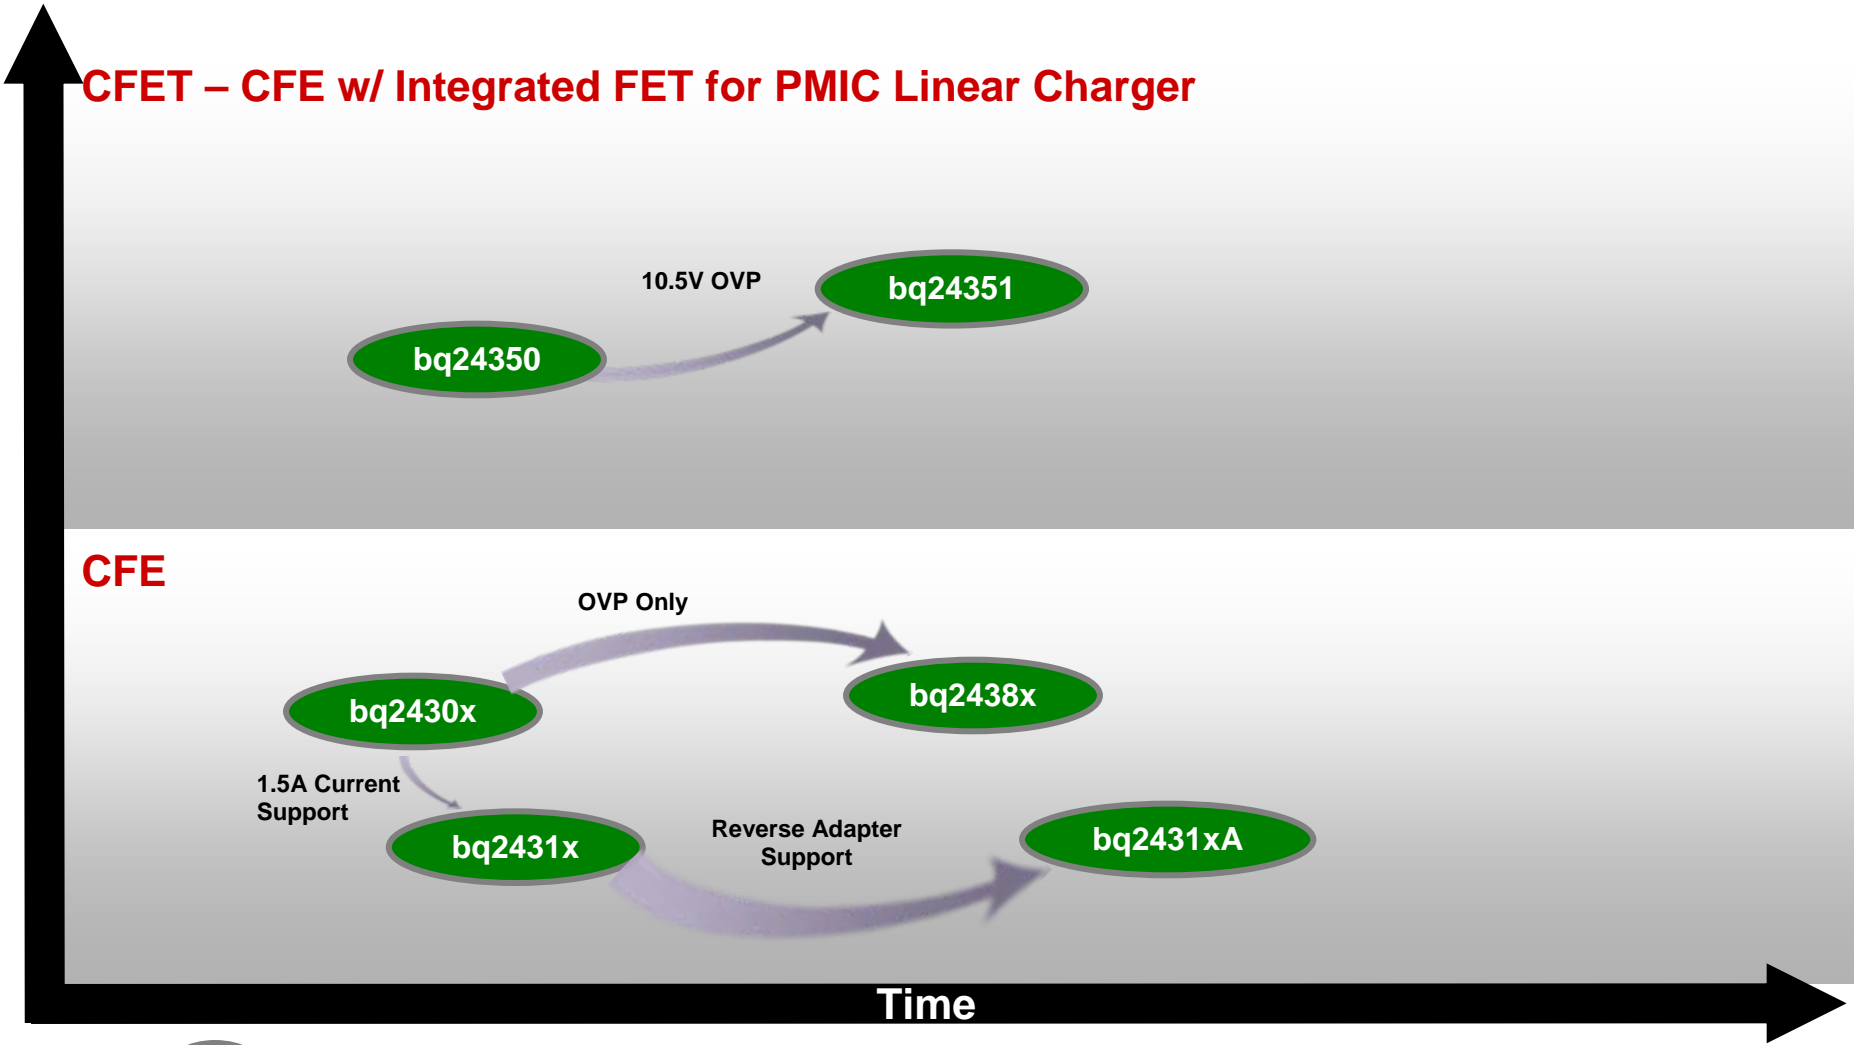 CFET – CFE w/ Integrated FET for PMIC Linear Charger
10.5V OVP
bq24351
bq24350
CFE
OVP Only
bq2430x
bq2438x
1.5A Current
Support
bq2431x
Reverse Adapter
Support
bq2431xA
Time